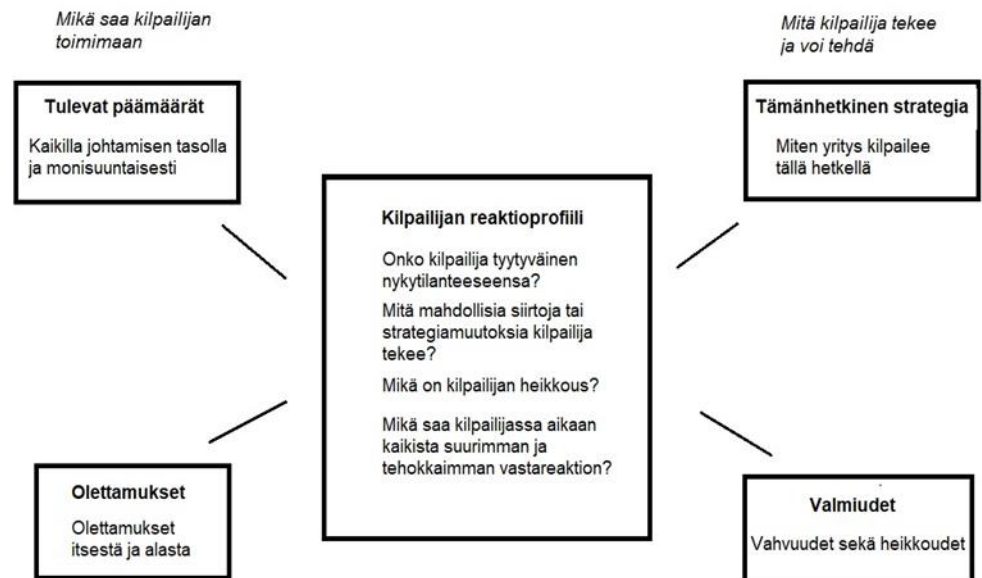 Mikä saa kilpailijan
toimimaan
Mitä kilpailija tekee
ja voi tehdä
Tulevat päämäärät
Kaikilla johtamisen tasolla
ja monisuuntaisesti
Tämänhetkinen strategia
Miten yritys kilpailee
tällä hetkellä
Kilpailijan reaktioprofiili
Onko kilpailija tyytyväinen
nykytilanteeseensa?
Mitä mahdollisia siirtoja tai
strategiamuutoksia kilpailija
tekee?
Mikä on kilpailijan heikkous?
Mikä saa kilpailijassa aikaan
kaikista suurimman ja
tehokkaimman vastareaktion?
Olettamukset
Olettamukset
itsestä ja alasta
Valmiudet
Vahvuudet sekä heikkoudet